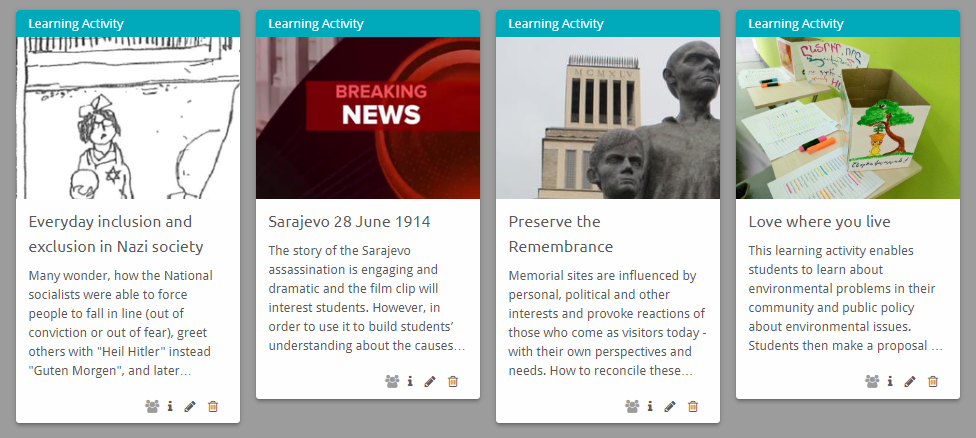 Learning Activity
Everyday inclusion and
exclusion in Nazi society
Many wonder, how the National
socialists were able to force
people to fall in line (out of
conviction or out of fear), greet
others with "Heil Hitler" instead
"Guten Morgen", and later…
Learning Activity
BREAKING
NEWS
Sarajevo 28 June 1914
The story of the Sarajevo
assassination is engaging and
dramatic and the film clip will
interest students. However, in
order to use it to build students’
understanding about the causes…
Learning Activity
MCMXLV
Preserve the
Remembrance
Memorial sites are influenced by
personal, political and other
interests and provoke reactions of
those who come as visitors today -
with their own perspectives and
needs. How to reconcile these…
Learning Activity
Love where you live
This learning activity enables
students to learn about
environmental problems in their
community and public policy
about environmental issues.
Students then make a proposal …